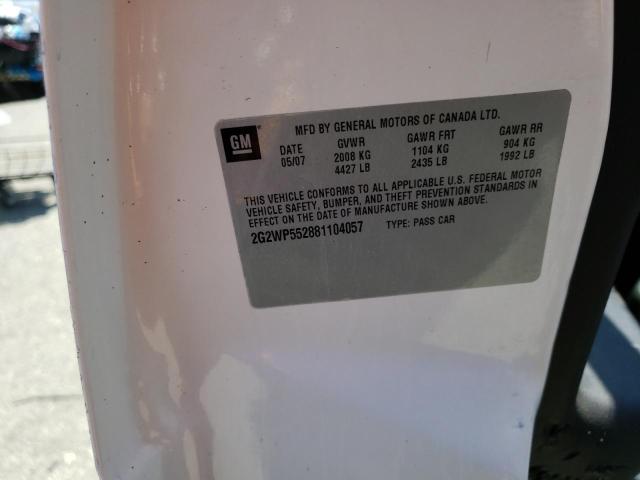 GM
MFD BY GENERAL MOTORS OF CANADA LTD.
DATE GVWR GAWR FRT GAWR RR
05/07 2008 KG 1104 KG 904 KG
4427 LB 2435 LB 1992 LB
THIS VEHICLE CONFORMS TO ALL APPLICABLE U.S. FEDERAL MOTOR
VEHICLE SAFETY, BUMPER, AND THEFT PREVENTION STANDARDS IN
EFFECT ON THE DATE OF MANUFACTURE SHOWN ABOVE.
2G2WP552881104057 TYPE: PASS CAR